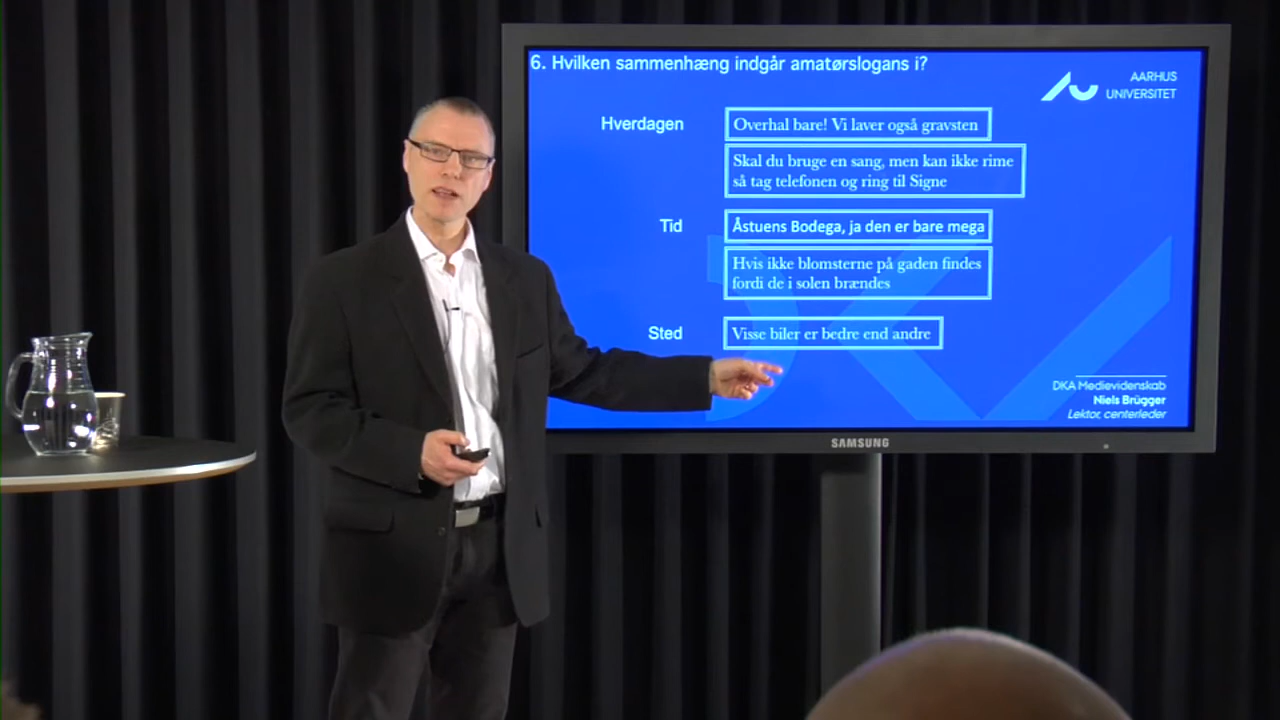 6. Hvilken sammenhæng indgår amatørslogans i?
AARHUS
UNIVERSITET
Hverdagen
Overhal bare! Vi laver også gravsten
Skal du bruge en sang, men kan ikke rime
så tag telefonen og ring til Signe
Tid
Åstuens Bodega, ja den er bare mega
Hvis ikke blomsterne på gaden findes
fordi de i solen brændes
Sted
Visse biler er bedre end andre
DKA Medievidenskab
Niels Brügger
Lektor, centerleder
SAMSUNG